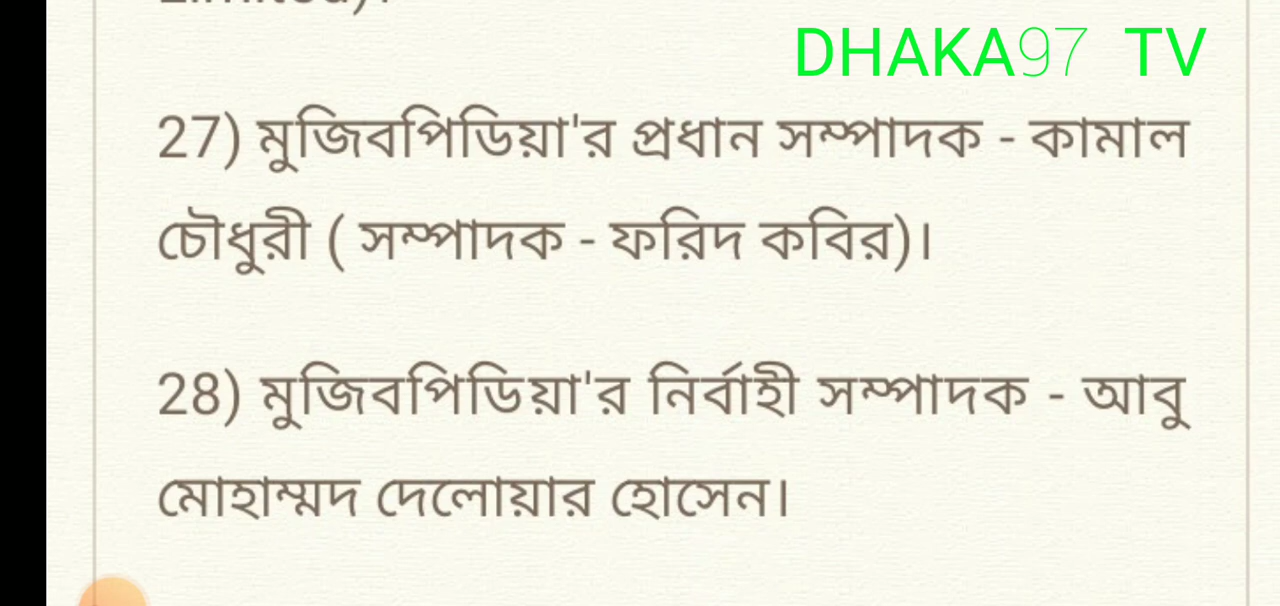 DHAKA97 TV
27) মুজিবপিডিয়া'র প্রধান সম্পাদক - কামাল
চৌধুরী ( সম্পাদক - ফরিদ কবির)।
28) মুজিবপিডিয়া'র নির্বাহী সম্পাদক - আবু
মোহাম্মদ দেলোয়ার হোসেন।